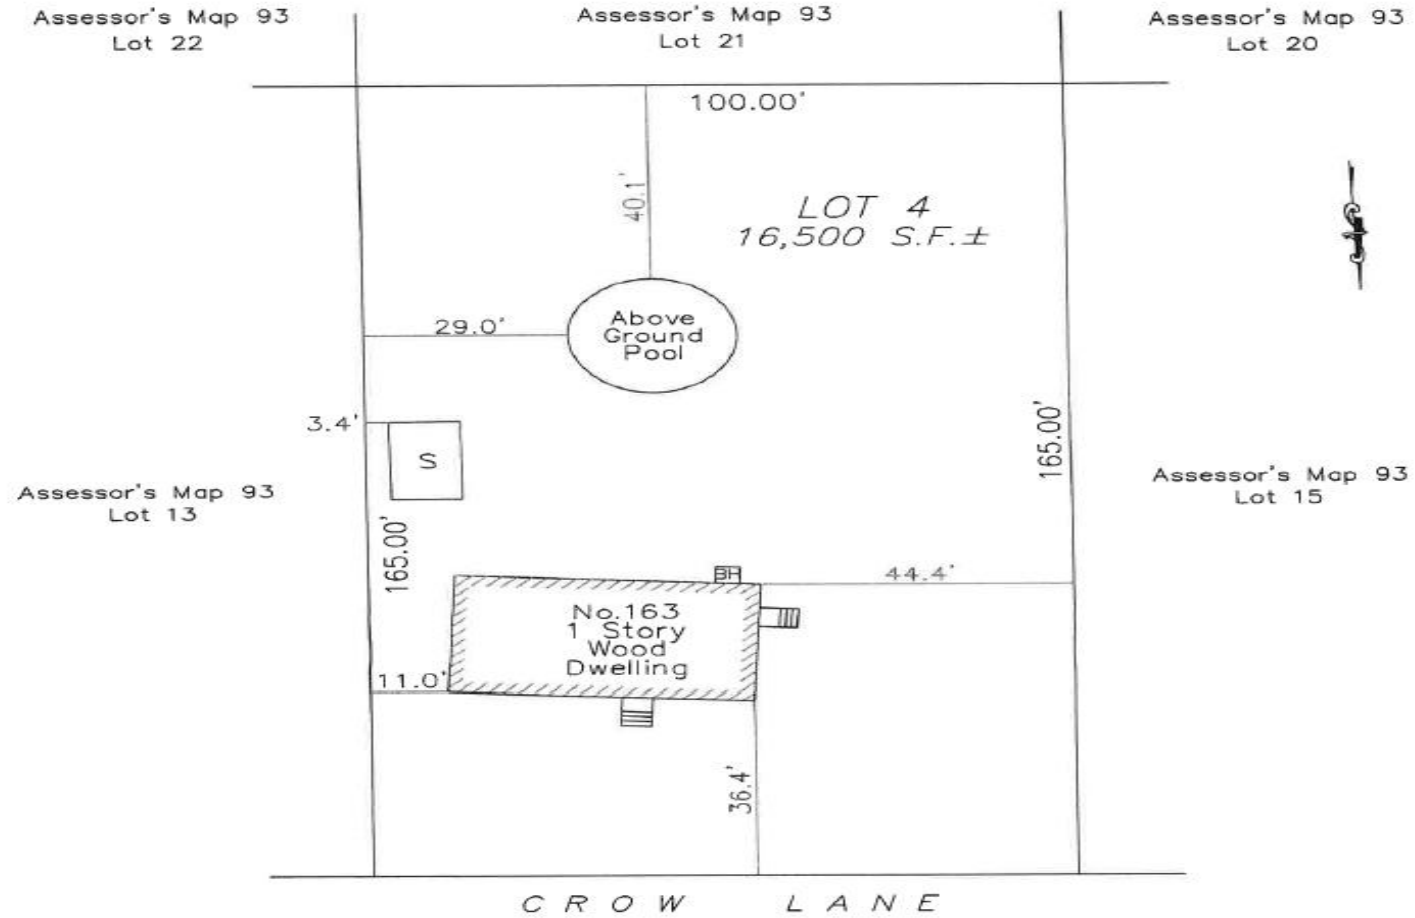 Assessor's Map 93
Lot 22
Assessor's Map 93
Lot 21
Assessor's Map 93
Lot 20
100.00'
40.1'
LOT 4
16,500 S.F.±
29.0'
Above
Ground
Pool
3.4'
S
165.00'
Assessor's Map 93
Lot 13
Assessor's Map 93
Lot 15
165.00'
BH
44.4'
No.163
1 Story
Wood
Dwelling
11.0'
36.4'
CROW LANE